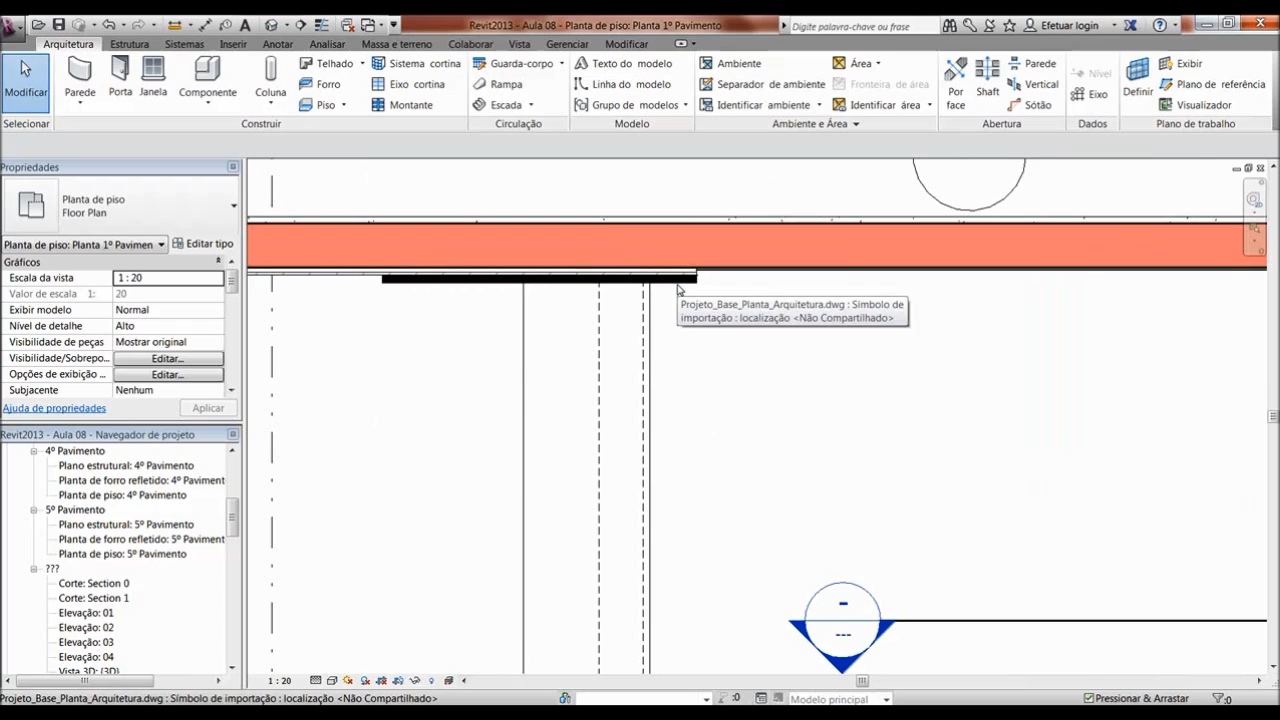 Revit2013 - Aula 08 - Planta de piso: Planta 1º Pavimento
Digite palavra-chave ou frase
Efetuar login
Arquitetura Estrutura Sistemas Inserir Anotar Analisar Massa e terreno Colaborar Vista Gerenciar Modificar
Modificar
Parede
Porta
Janela
Componente
Coluna
Telhado
Forro
Piso
Sistema cortina
Eixo cortina
Montante
Guarda-corpo
Rampa
Escada
Texto do modelo
Linha do modelo
Grupo de modelos
Ambiente
Separador de ambiente
Identificar ambiente
Área
Fronteira de área
Identificar área
Por
face
Shaft
Parede
Vertical
Sótão
Nível
Eixo
Definir
Exibir
Plano de referência
Visualizador
Selecionar
Construir
Circulação
Modelo
Ambiente e Área
Abertura
Dados
Plano de trabalho
Propriedades
Planta de piso
Floor Plan
Planta de piso: Planta 1º Pavimen
Editar tipo
Gráficos
Escala da vista 1 : 20
Valor de escala 1: 20
Exibir modelo Normal
Nível de detalhe Alto
Visibilidade de peças Mostrar original
Visibilidade/Sobrepo... Editar...
Opções de exibição ... Editar...
Subjacente Nenhum
Ajuda de propriedades
Aplicar
Revit2013 - Aula 08 - Navegador de projeto
4º Pavimento
Plano estrutural: 4º Pavimento
Planta de forro refletido: 4º Paviment
Planta de piso: 4º Pavimento
5º Pavimento
Plano estrutural: 5º Pavimento
Planta de forro refletido: 5º Paviment
Planta de piso: 5º Pavimento
???
Corte: Section 0
Corte: Section 1
Elevação: 01
Elevação: 02
Elevação: 03
Elevação: 04
Vista 3D: {3D}
Projeto_Base_Planta_Arquitetura.dwg : Símbolo de
importação : localização <Não Compartilhado>
-
---
1 : 20
Projeto_Base_Planta_Arquitetura.dwg : Símbolo de importação : localização <Não Compartilhado>
:0
Modelo principal
Pressionar & Arrastar
:0